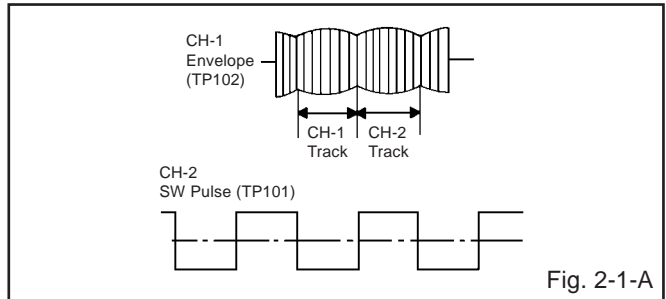 CH-1
Envelope
(TP102)
CH-1
Track
CH-2
Track
CH-2
SW Pulse (TP101)
Fig. 2-1-A